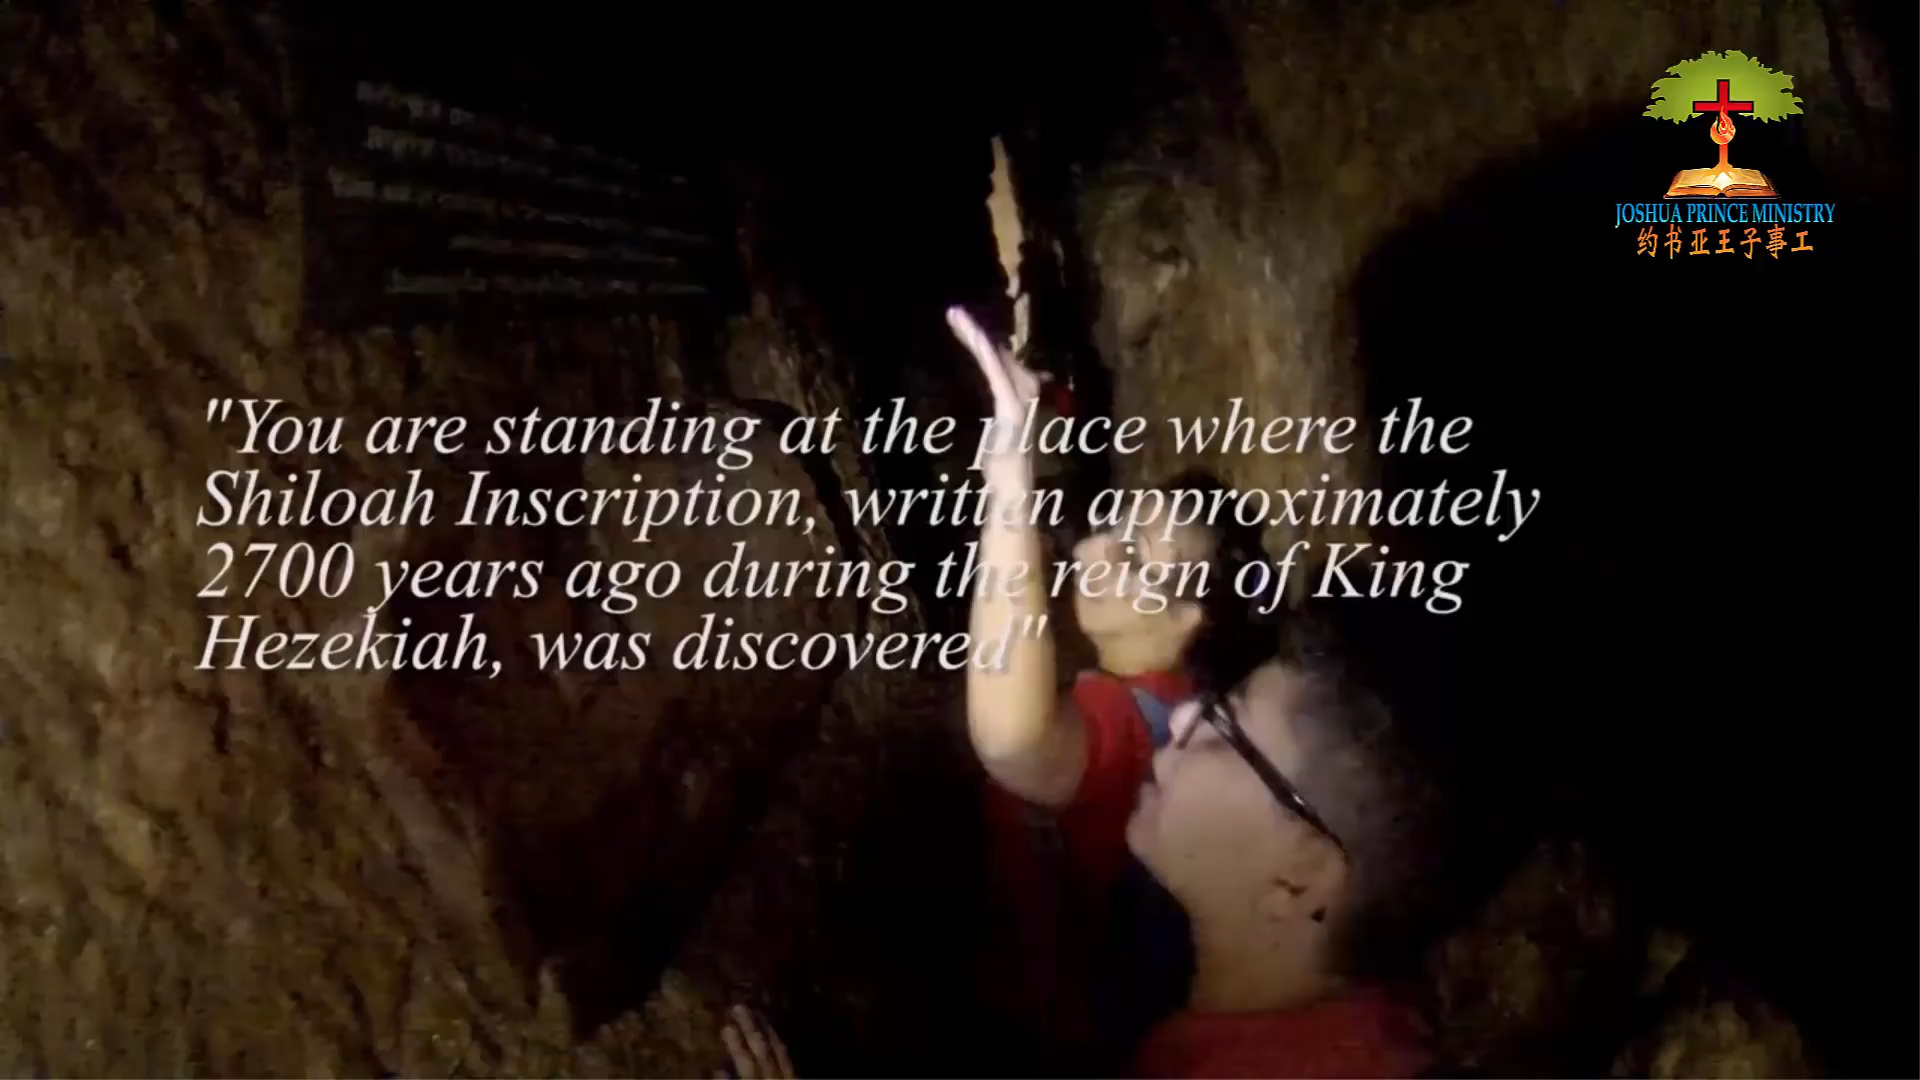 JOSHUA PRINCE MINISTRY
约书亚王子事工
"You are standing at the place where the
Shiloah Inscription, written approximately
2700 years ago during the reign of King
Hezekiah, was discovered"